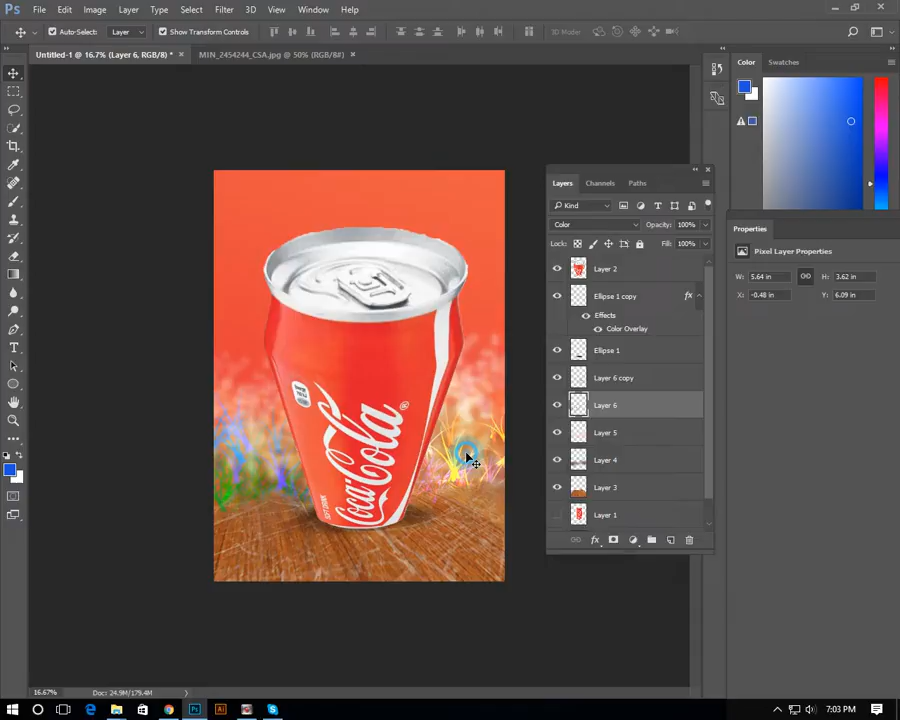 Ps File Edit Image Layer Type Select Filter 3D View Window Help
Auto-Select: Layer Show Transform Controls 3D Mode:
Untitled-1 @ 16.7% (Layer 6, RGB/8) * × MIN_2454244_CSA.jpg @ 50% (RGB/8#) ×
Color Swatches
Layers Channels Paths
Kind
Color Opacity: 100%
Lock: Fill: 100%
Layer 2
Ellipse 1 copy fx
Effects
Color Overlay
Ellipse 1
Layer 6 copy
Layer 6
Layer 5
Layer 4
Layer 3
Layer 1
fx
Properties
Pixel Layer Properties
W: 5.64 in H: 3.62 in
X: -0.48 in Y: 6.09 in
Coca-Cola ®
SOFT DRINK
16.67% Doc: 24.9M/179.4M
Ps Ai 7:03 PM